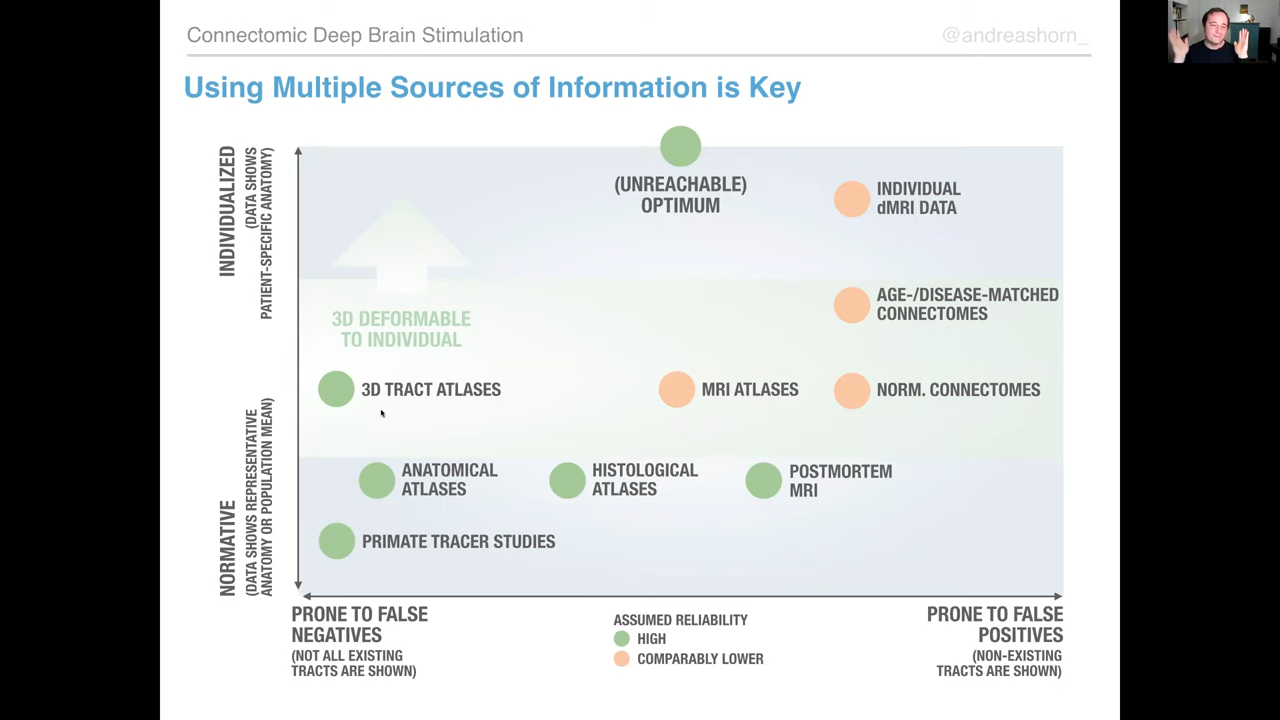 Connectomic Deep Brain Stimulation
@andreashorn_
Using Multiple Sources of Information is Key
INDIVIDUALIZED
(DATA SHOWS
PATIENT-SPECIFIC ANATOMY)
(UNREACHABLE)
OPTIMUM
INDIVIDUAL
dMRI DATA
AGE-/DISEASE-MATCHED
CONNECTOMES
3D DEFORMABLE
TO INDIVIDUAL
3D TRACT ATLASES
MRI ATLASES
NORM. CONNECTOMES
NORMATIVE
(DATA SHOWS REPRESENTATIVE
ANATOMY OR POPULATION MEAN)
ANATOMICAL
ATLASES
HISTOLOGICAL
ATLASES
POSTMORTEM
MRI
PRIMATE TRACER STUDIES
PRONE TO FALSE
NEGATIVES
(NOT ALL EXISTING
TRACTS ARE SHOWN)
ASSUMED RELIABILITY
HIGH
COMPARABLY LOWER
PRONE TO FALSE
POSITIVES
(NON-EXISTING
TRACTS ARE SHOWN)